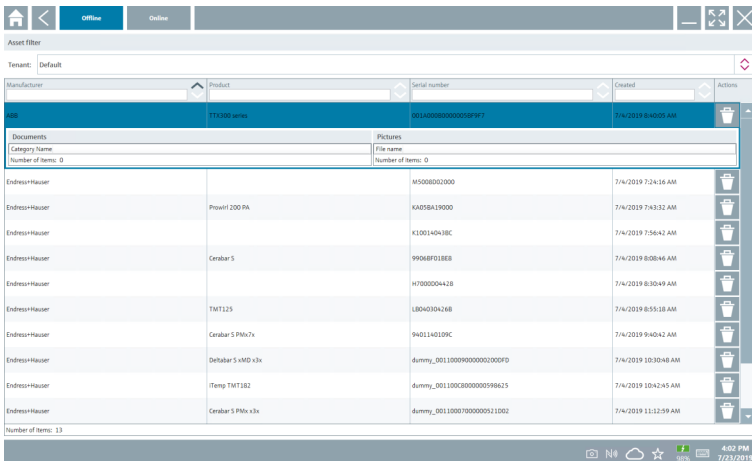 Offline Online
Asset filter
Tenant: Default
Manufacturer Product Serial number Created Actions
ABB TTX300 series 001A000B00000058F9F7 7/4/2019 8:40:05 AM
Documents Pictures
Category Name File name
Number of Items: 0 Number of Items: 0
Endress+Hauser M5008D02000 7/4/2019 7:24:16 AM
Endress+Hauser Prowirl 200 PA KA05BA19000 7/4/2019 7:43:32 AM
Endress+Hauser K100140438C 7/4/2019 7:56:42 AM
Endress+Hauser Cerabar S 9906BF01BE8 7/4/2019 8:08:46 AM
Endress+Hauser H7000D04428 7/4/2019 8:30:49 AM
Endress+Hauser TMT125 LB04030426B 7/4/2019 8:55:18 AM
Endress+Hauser Cerabar S PMx7x 9401140109C 7/4/2019 9:40:42 AM
Endress+Hauser Deltabar S xMD x3x dummy_00110009000000200DFD 7/4/2019 10:30:48 AM
Endress+Hauser iTemp TMT182 dummy_001100C8000000598625 7/4/2019 10:42:45 AM
Endress+Hauser Cerabar S PMx x3x dummy_00110007000000521D02 7/4/2019 11:12:59 AM
Number of Items: 13
98% 4:02 PM
7/23/2019